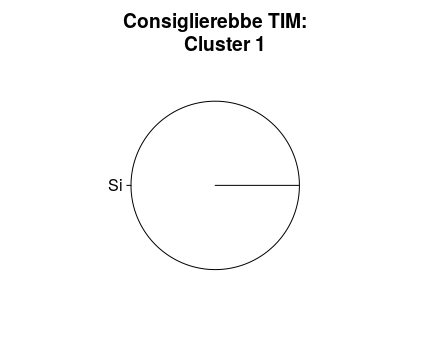 Consiglierebbe TIM:
Cluster 1
Si